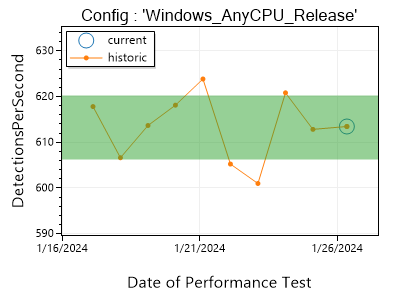 Config : 'Windows_AnyCPU_Release'
current
historic
DetectionsPerSecond
630
620
610
600
590
1/16/2024
1/21/2024
1/26/2024
Date of Performance Test